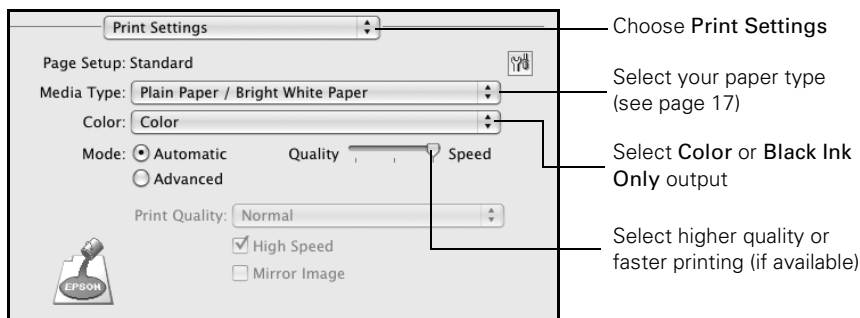 Print Settings
Choose Print Settings
Page Setup: Standard
Media Type: Plain Paper / Bright White Paper
Select your paper type
(see page 17)
Color: Color
Mode: Automatic Quality Speed
Advanced
Select Color or Black Ink
Only output
Print Quality: Normal
High Speed
Mirror Image
Select higher quality or
faster printing (if available)
EPSON